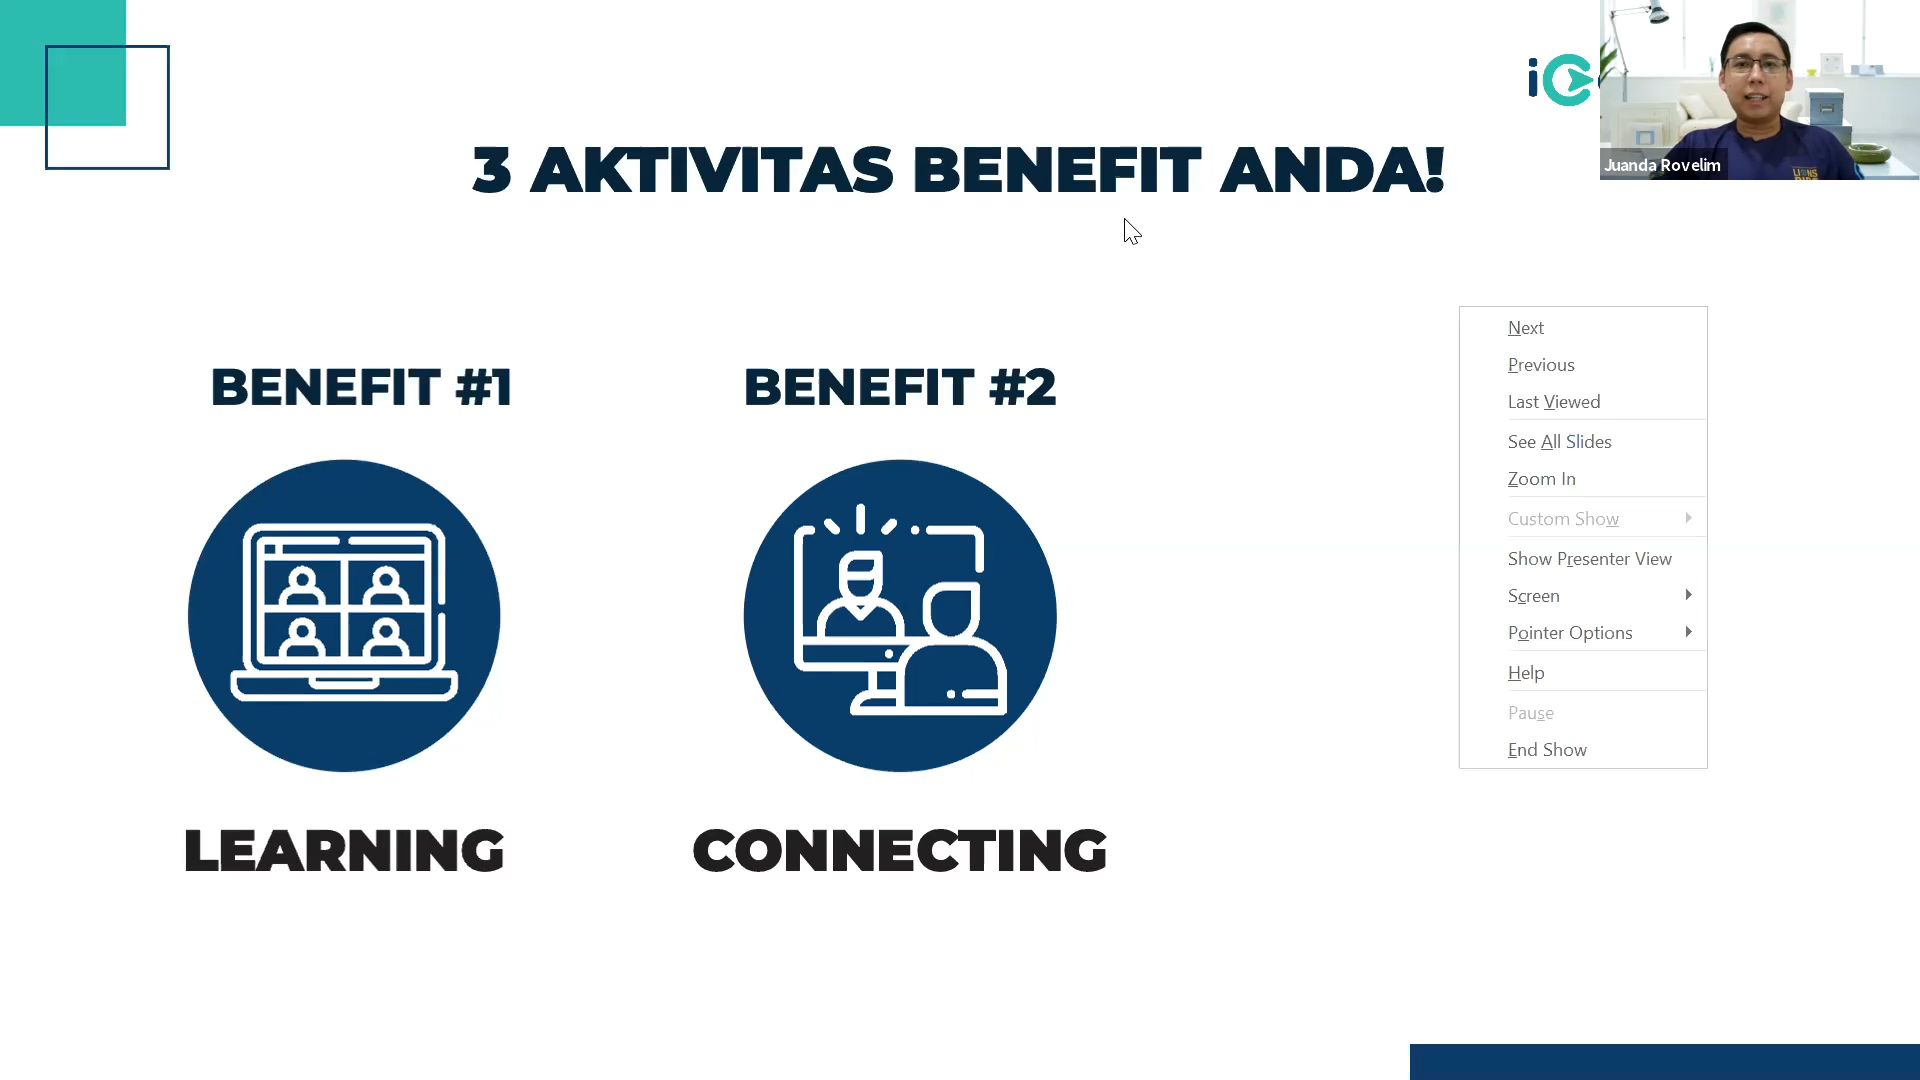 3 AKTIVITAS BENEFIT ANDA!
Juanda Rovelim
BENEFIT #1
BENEFIT #2
LEARNING
CONNECTING
Next
Previous
Last Viewed
See All Slides
Zoom In
Custom Show
Show Presenter View
Screen
Pointer Options
Help
Pause
End Show